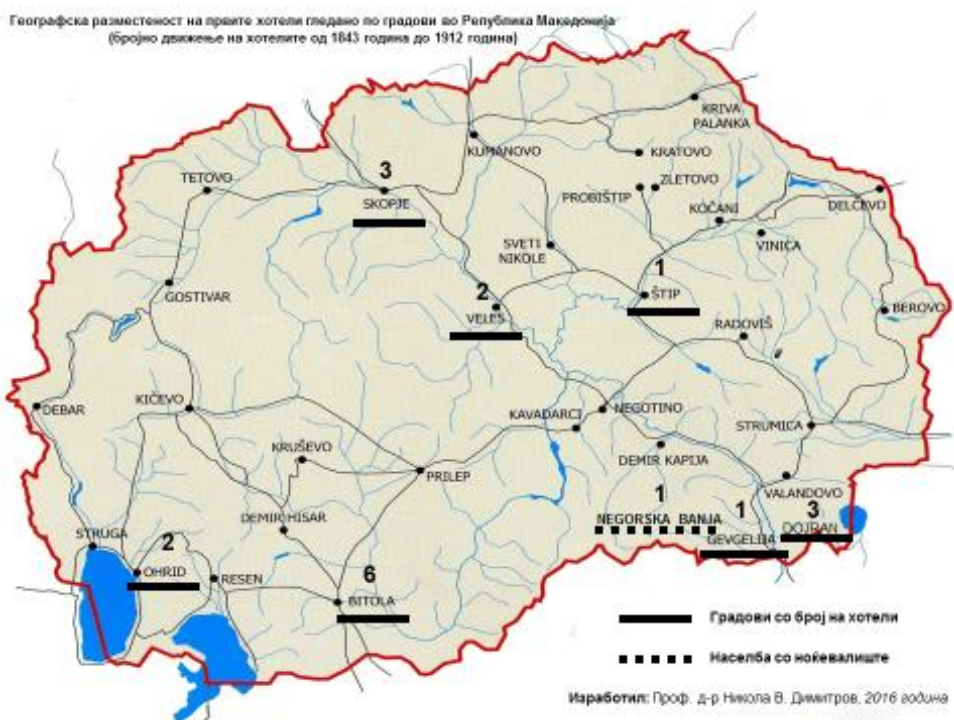 Географска разместеност на првите хотели гледано по градови во Република Македонија
(бројно движење на хотелите од 1843 година до 1912 година)
KRIVA
PALANKA
KUMANOVO
KRATOVO
3
TETOVO
SKOPJE
ZLETOVO
PROBIŠTIP
KOČANI
DELČEVO
VINICA
SVETI
NIKOLE
1
GOSTIVAR
2
ŠTIP
VELES
BEROVO
RADOVIŠ
DEBAR
KIČEVO
KAVADARCI
NEGOTINO
STRUMICA
KRUŠEVO
DEMIR KAPIJA
PRILEP
VALANDOVO
1
1
3
NEGORSKA BANJA
DEMIR HISAR
DOJRAN
STRUGA
GEVGELIJA
2
OHRID
RESEN
6
BITOLA
Градови со број на хотели
Населба со ноќевалиште
Изработил: Проф. д-р Никола В. Димитров, 2016 година